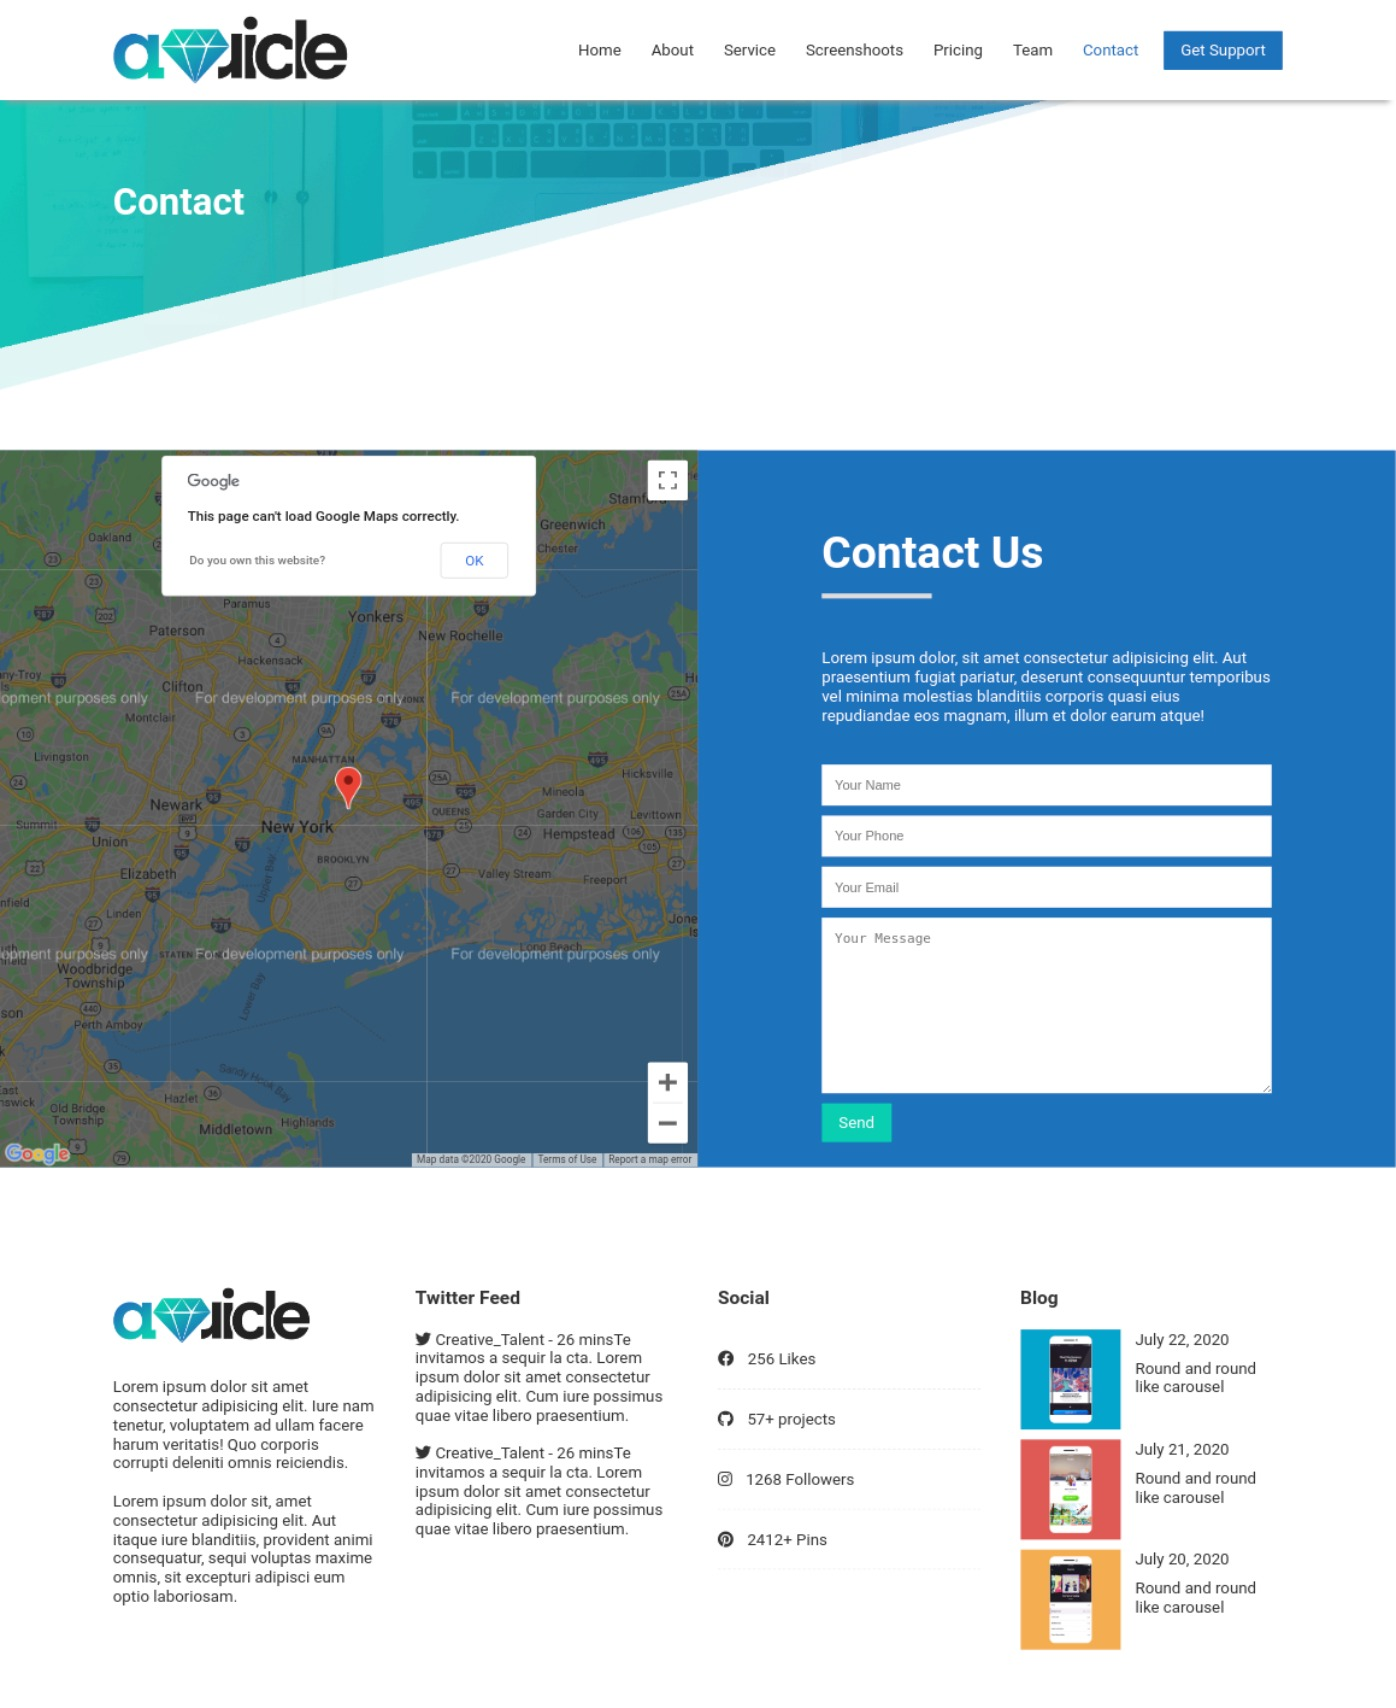 Home About Service Screenshoots Pricing Team Contact Get Support
Contact
Google
This page can't load Google Maps correctly.
Do you own this website?
OK
Stamford
Greenwich
Chester
Oakland
Paramus
Yonkers
New Rochelle
Paterson
Hackensack
Clifton
For development purposes only
For development purposes only
opment purposes only
Montclair
MANHATTAN
Livingston
Hicksville
Mineola
Newark
QUEENS
Garden City
Levittown
Summit
New York
Hempstead
Union
BROOKLYN
Elizabeth
Upper Bay
Valley Stream
Freeport
Linden
Long Beach
opment purposes only
STATEN
For development purposes only
For development purposes only
Woodbridge
Township
Lower Bay
Perth Amboy
Sandy Hook Bay
Hazlet
Old Bridge
Township
Highlands
Middletown
Google
Map data ©2020 Google
Terms of Use
Report a map error
Contact Us
Lorem ipsum dolor, sit amet consectetur adipisicing elit. Aut
praesentium fugiat pariatur, deserunt consequuntur temporibus
vel minima molestias blanditiis corporis quasi eius
repudiandae eos magnam, illum et dolor earum atque!
Your Name
Your Phone
Your Email
Your Message
Send
Lorem ipsum dolor sit amet
consectetur adipisicing elit. Iure nam
tenetur, voluptatem ad ullam facere
harum veritatis! Quo corporis
corrupti deleniti omnis reiciendis.
Lorem ipsum dolor sit, amet
consectetur adipisicing elit. Aut
itaque iure blanditiis, provident animi
consequatur, sequi voluptas maxime
omnis, sit excepturi adipisci eum
optio laboriosam.
Twitter Feed
Creative_Talent - 26 minsTe
invitamos a sequir la cta. Lorem
ipsum dolor sit amet consectetur
adipisicing elit. Cum iure possimus
quae vitae libero praesentium.
Creative_Talent - 26 minsTe
invitamos a sequir la cta. Lorem
ipsum dolor sit amet consectetur
adipisicing elit. Cum iure possimus
quae vitae libero praesentium.
Social
256 Likes
57+ projects
1268 Followers
2412+ Pins
Blog
July 22, 2020
Round and round
like carousel
July 21, 2020
Round and round
like carousel
July 20, 2020
Round and round
like carousel